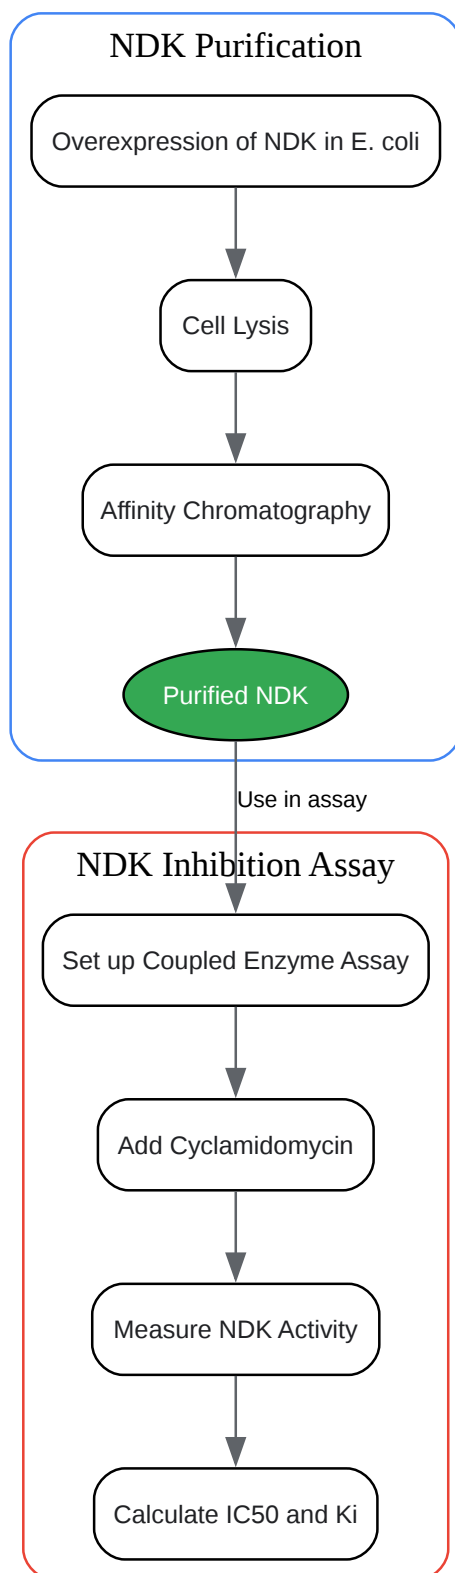 NDK Purification
Overexpression of NDK in E. coli
Cell Lysis
Affinity Chromatography
Purified NDK
Use in assay
NDK Inhibition Assay
Set up Coupled Enzyme Assay
Add Cyclamidomycin
Measure NDK Activity
Calculate IC50 and Ki